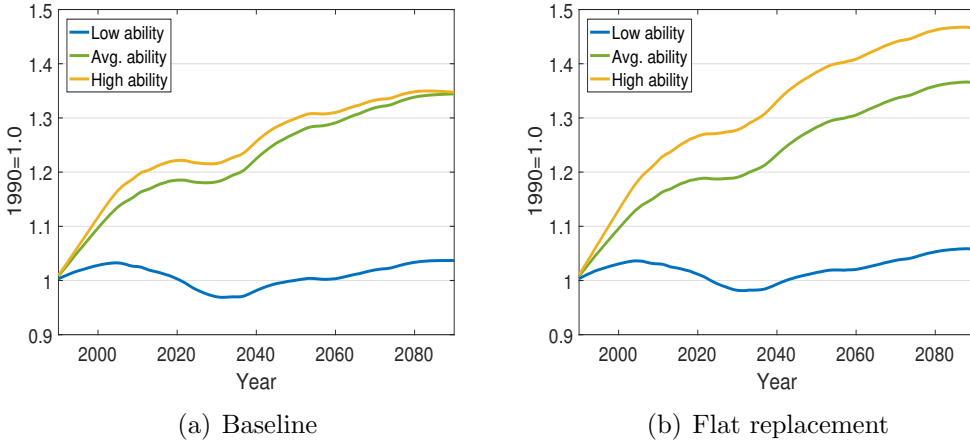 1.5
1.4
1.3
1.2
1.1
1
0.9
1990=1.0
Low ability
Avg. ability
High ability
2000 2020 2040 2060 2080
Year
(a) Baseline
1.5
1.4
1.3
1.2
1.1
1
0.9
1990=1.0
Low ability
Avg. ability
High ability
2000 2020 2040 2060 2080
Year
(b) Flat replacement